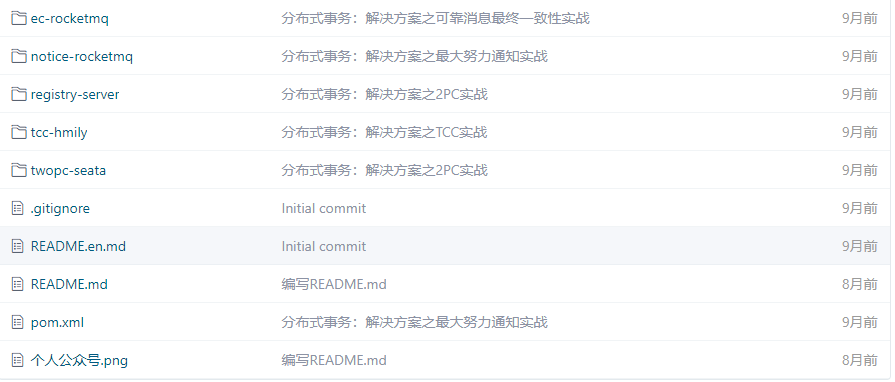 ec-rocketmq 分布式事务：解决方案之可靠消息最终一致性实战 9月前
notice-rocketmq 分布式事务：解决方案之最大努力通知实战 9月前
registry-server 分布式事务：解决方案之2PC实战 9月前
tcc-hmily 分布式事务：解决方案之TCC实战 9月前
twopc-seata 分布式事务：解决方案之2PC实战 9月前
.gitignore Initial commit 9月前
README.en.md Initial commit 9月前
README.md 编写README.md 8月前
pom.xml 分布式事务：解决方案之最大努力通知实战 9月前
个人公众号.png 编写README.md 8月前